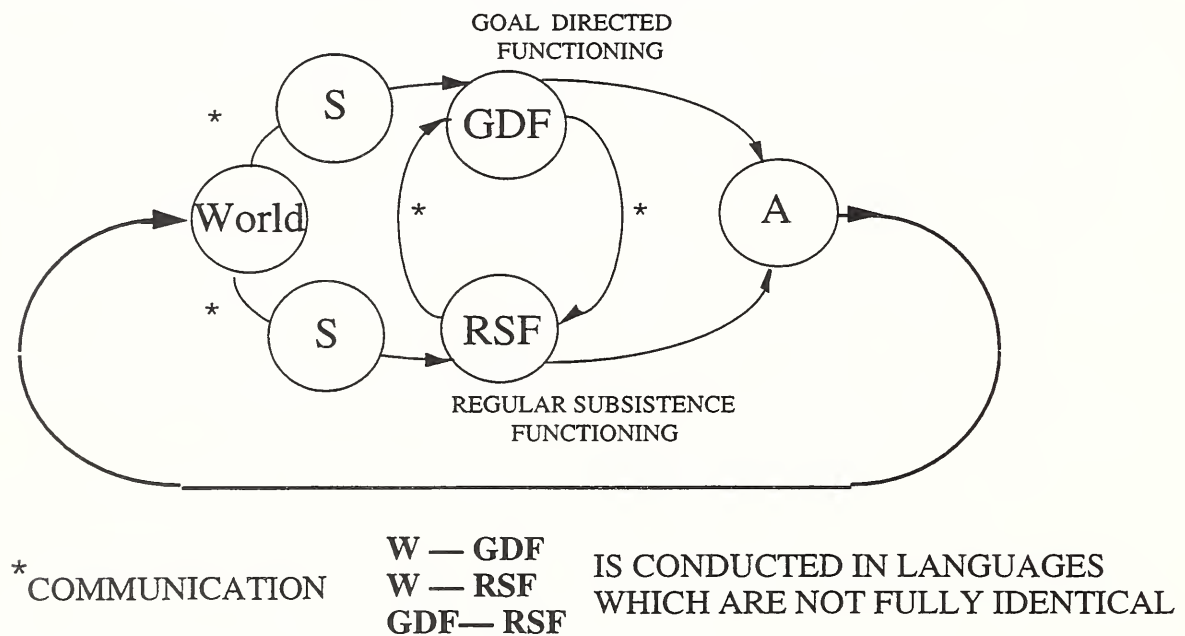 GOAL DIRECTED
FUNCTIONING
S
*
GDF
World
*
*
A
*
S
RSF
REGULAR SUBSISTENCE
FUNCTIONING
*COMMUNICATION
W — GDF
W — RSF
GDF— RSF
IS CONDUCTED IN LANGUAGES
WHICH ARE NOT FULLY IDENTICAL